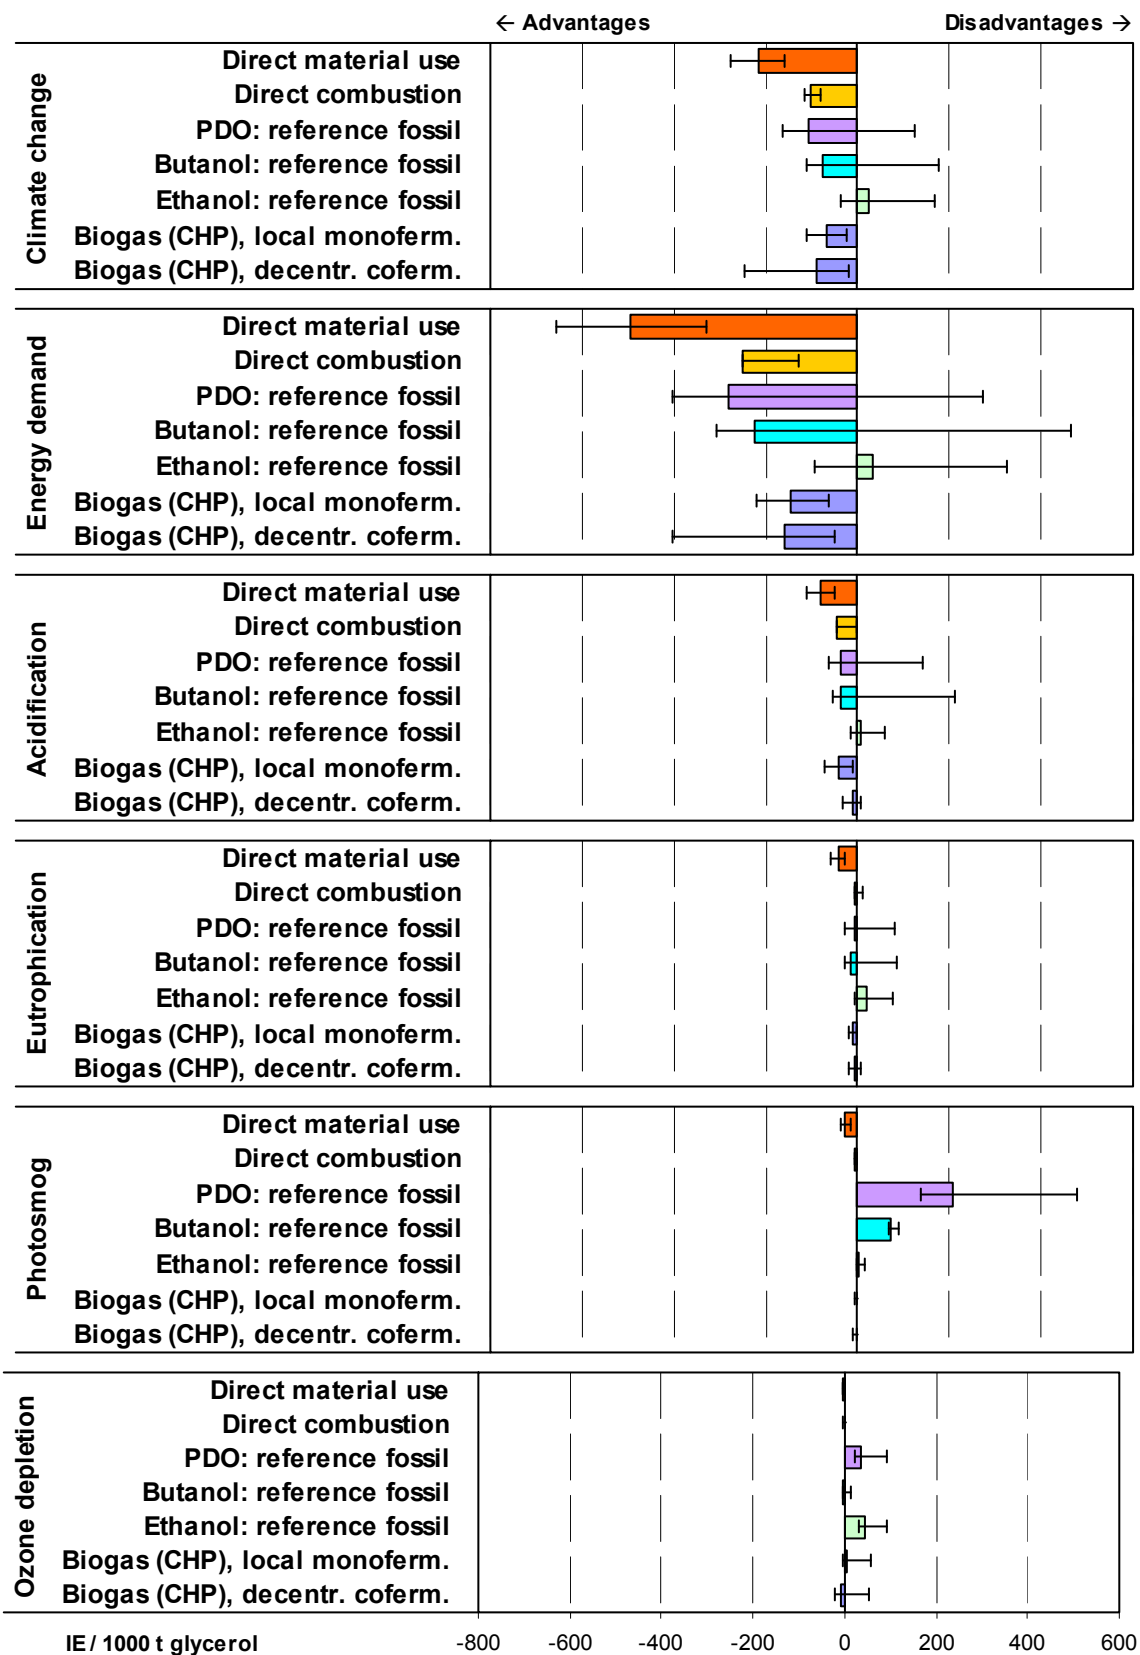 ← Advantages Disadvantages →
Climate change
Direct material use
Direct combustion
PDO: reference fossil
Butanol: reference fossil
Ethanol: reference fossil
Biogas (CHP), local monoferm.
Biogas (CHP), decentr. coferm.
Energy demand
Direct material use
Direct combustion
PDO: reference fossil
Butanol: reference fossil
Ethanol: reference fossil
Biogas (CHP), local monoferm.
Biogas (CHP), decentr. coferm.
Acidification
Direct material use
Direct combustion
PDO: reference fossil
Butanol: reference fossil
Ethanol: reference fossil
Biogas (CHP), local monoferm.
Biogas (CHP), decentr. coferm.
Eutrophication
Direct material use
Direct combustion
PDO: reference fossil
Butanol: reference fossil
Ethanol: reference fossil
Biogas (CHP), local monoferm.
Biogas (CHP), decentr. coferm.
Photosmog
Direct material use
Direct combustion
PDO: reference fossil
Butanol: reference fossil
Ethanol: reference fossil
Biogas (CHP), local monoferm.
Biogas (CHP), decentr. coferm.
Ozone depletion
Direct material use
Direct combustion
PDO: reference fossil
Butanol: reference fossil
Ethanol: reference fossil
Biogas (CHP), local monoferm.
Biogas (CHP), decentr. coferm.
IE / 1000 t glycerol -800 -600 -400 -200 0 200 400 600